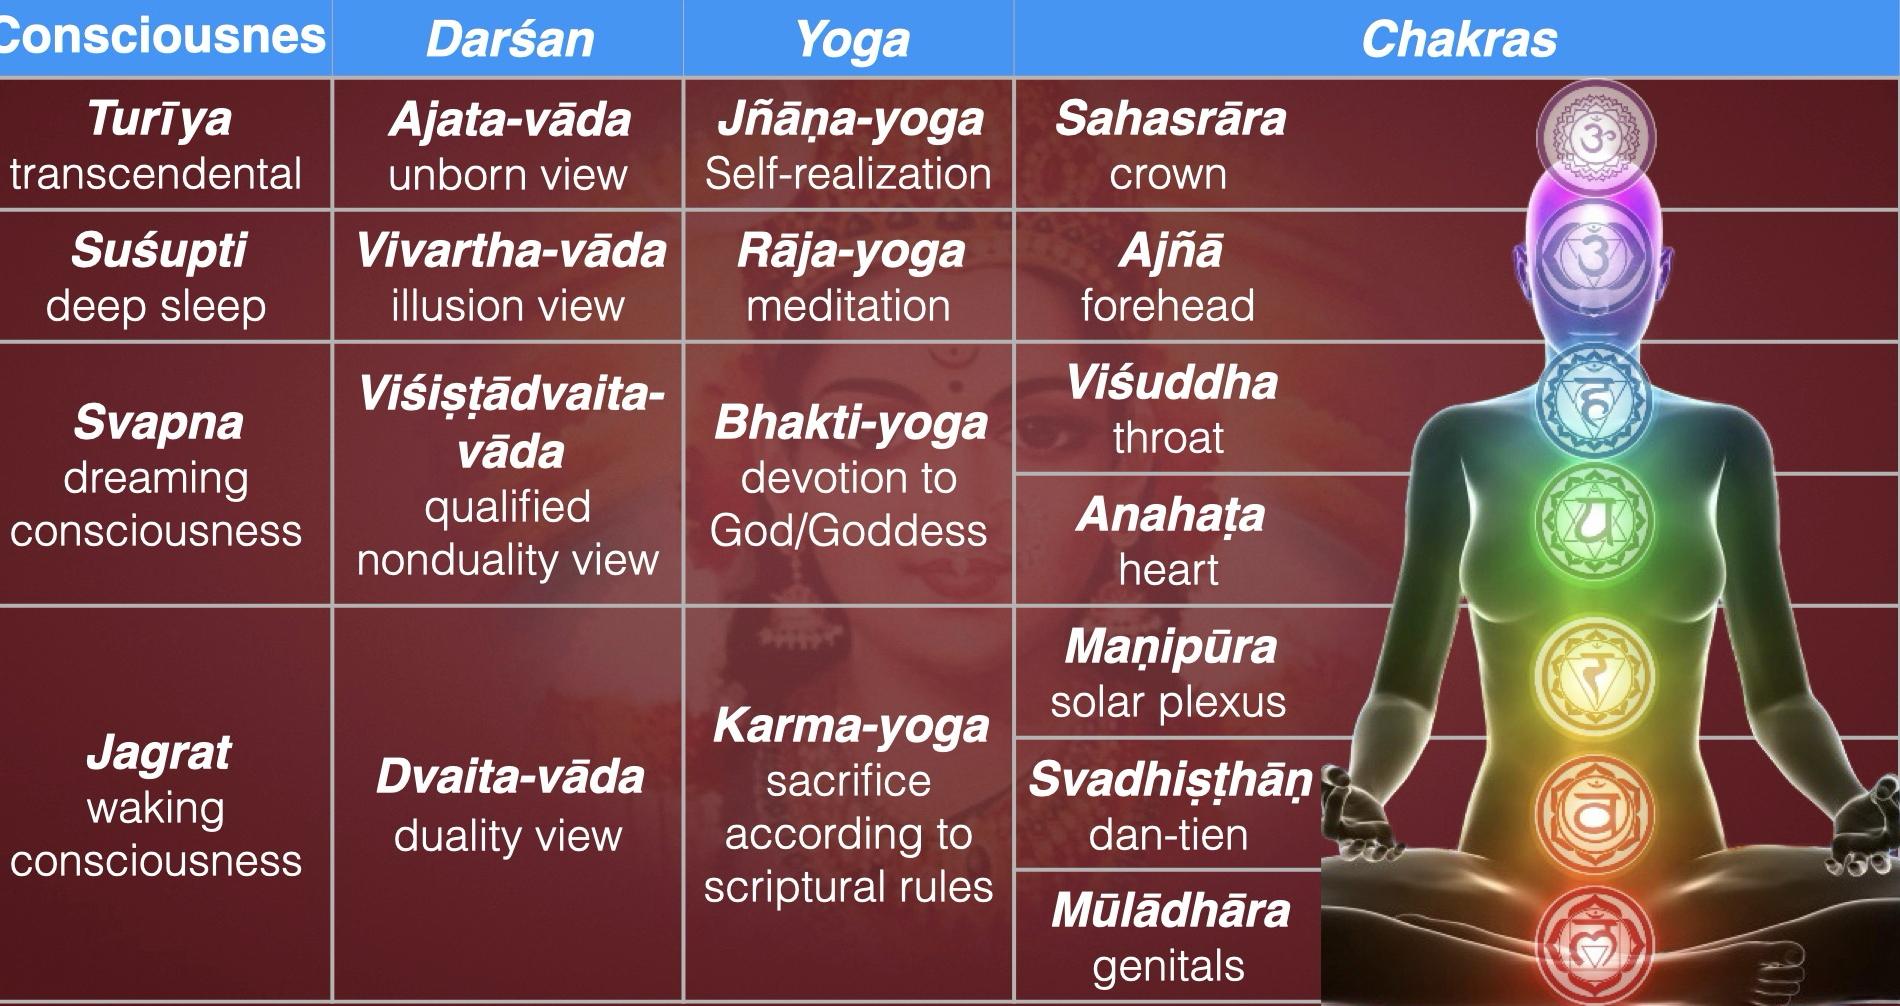 Consciousnes
Darśan
Yoga
Chakras
Turīya
transcendental
Ajata-vāda
unborn view
Jñāṇa-yoga
Self-realization
Sahasrāra
crown
Suśupti
deep sleep
Vivartha-vāda
illusion view
Rāja-yoga
meditation
Ajñā
forehead
Svapna
dreaming
consciousness
Viśiṣṭādvaita-
vāda
qualified
nonduality view
Bhakti-yoga
devotion to
God/Goddess
Viśuddha
throat
Anahaṭa
heart
Jagrat
waking
consciousness
Dvaita-vāda
duality view
Karma-yoga
sacrifice
according to
scriptural rules
Maṇipūra
solar plexus
Svadhiṣṭhāṇ
dan-tien
Mūlādhāra
genitals
ॐ
ॐ
हं
यं
रं
वं
लं